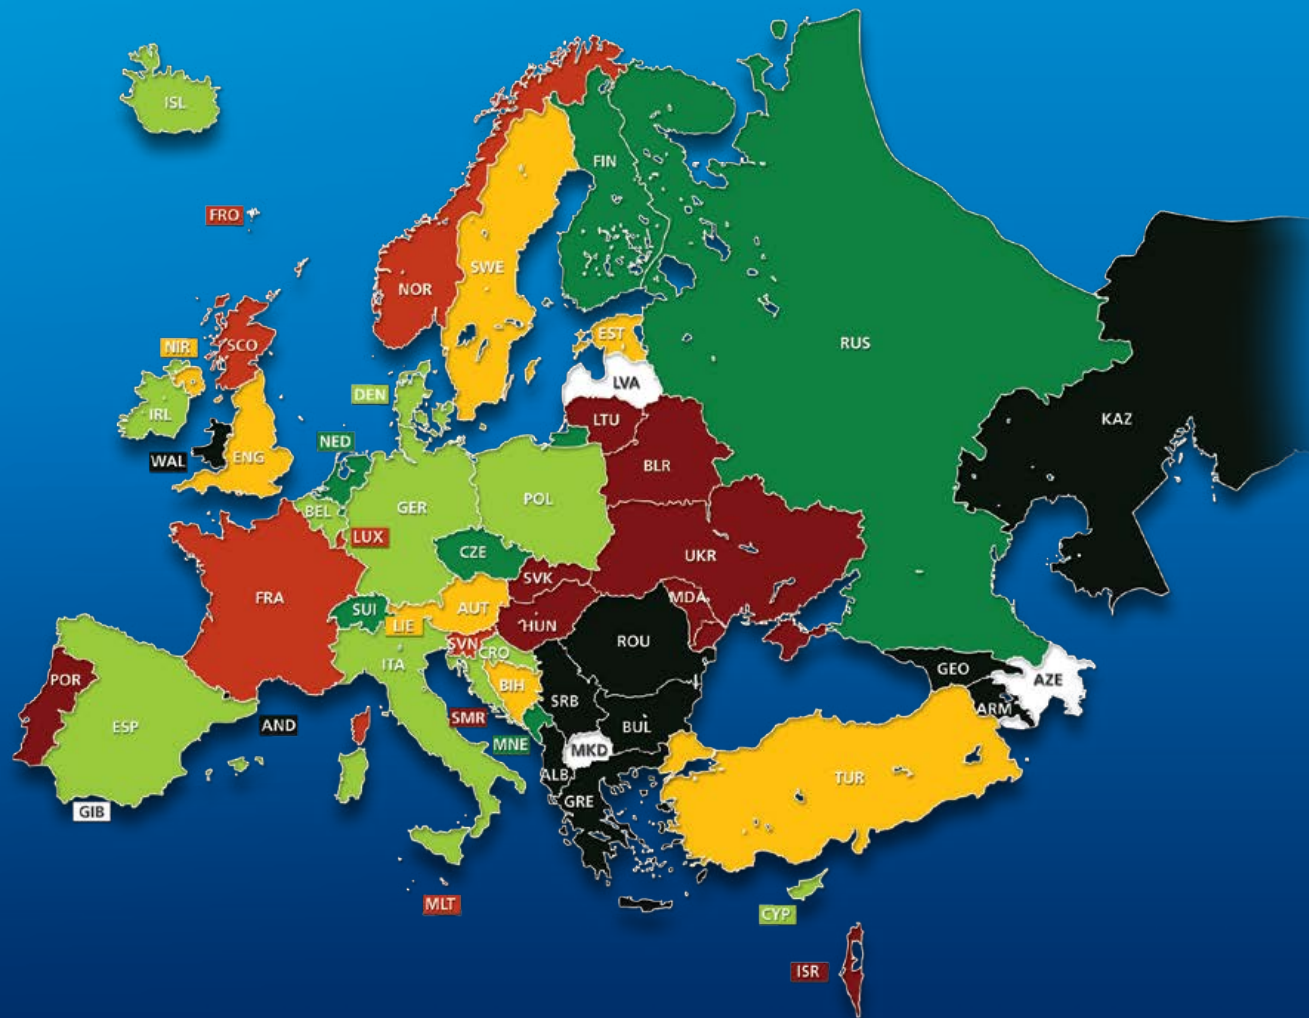 ISL
FIN
FRO
SWE
NOR
EST
RUS
NIR
SCO
LVA
DEN
IRL
LTU
KAZ
NED
WAL
ENG
BLR
POL
GER
BEL
LUX
CZE
UKR
SVK
FRA
MDA
SUI
AUT
LIE
HUN
ROU
SVN
CRO
ITA
GEO
AZE
POR
BIH
SRB
ARM
SMR
ESP
AND
BUL
MNE
MKD
ALB
TUR
GRE
GIB
MLT
CYP
ISR